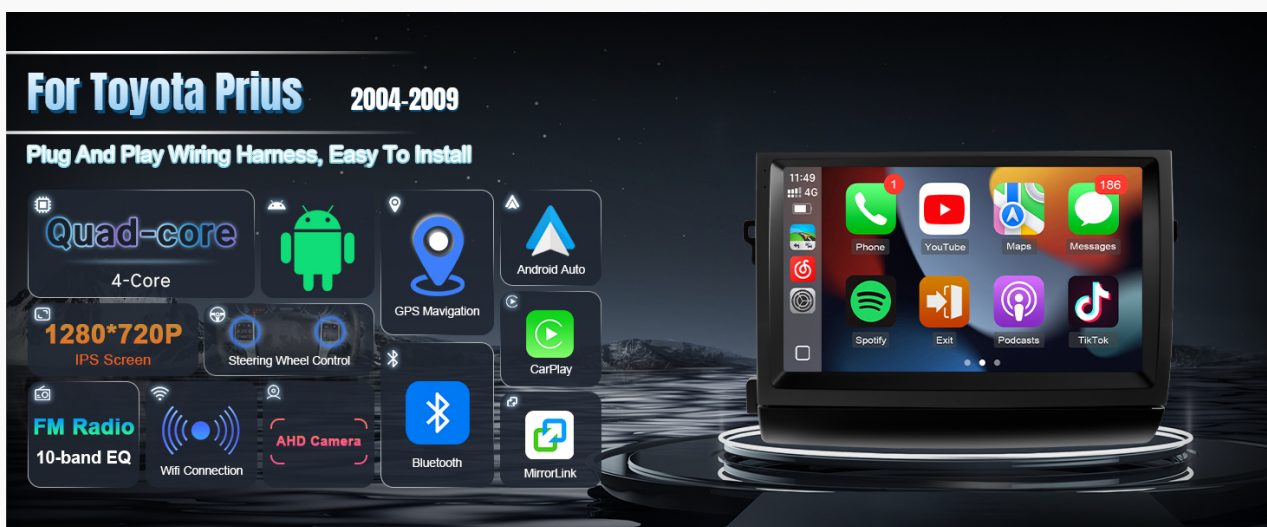 For Toyota Prius 2004-2009
Plug And Play Wiring Harness, Easy To Install
Quad-core
4-Core
GPS Mavigation
Android Auto
1280*720P
IPS Screen
Steering Wheel Control
CarPlay
FM Radio
10-band EQ
Wifi Connection
AHD Camera
Bluetooth
MirrorLink
11:49
4G
1
186
Phone
YouTube
Maps
Messages
Spotify
Exit
Podcasts
TikTok